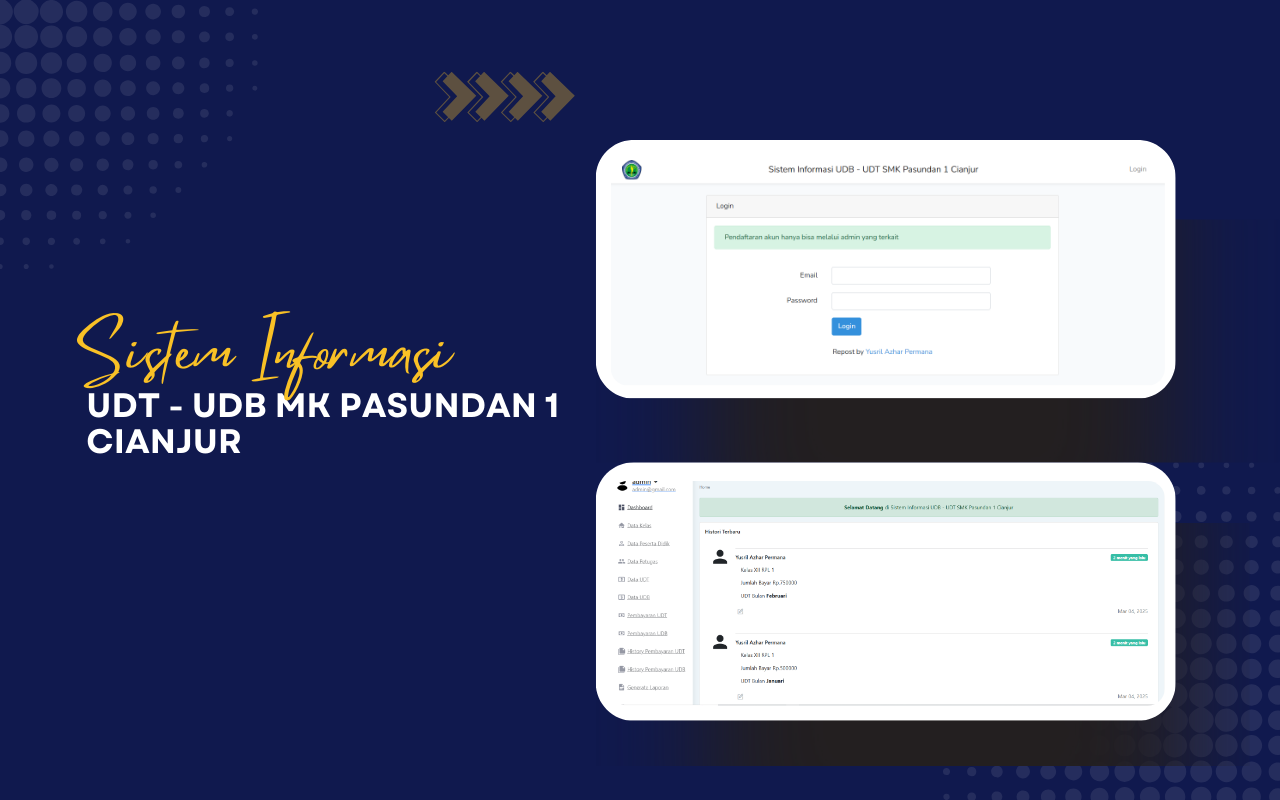 Sistem Informasi
UDT - UDB MK PASUNDAN 1
CIANJUR
Sistem Informasi UDB - UDT SMK Pasundan 1 Cianjur
Login
Login
Pendaftaran akun hanya bisa melalui admin yang terkait
Email
Password
Login
Repost by Yusril Azhar Permana
admin
admin@gmail.com
Dashboard
Data Kelas
Data Peserta Didik
Data Petugas
Data UDT
Data UDB
Pembayaran UDT
Pembayaran UDB
History Pembayaran UDT
History Pembayaran UDB
Generate Laporan
Home
Selamat Datang di Sistem Informasi UDB - UDT SMK Pasundan 1 Cianjur
Histori Terbaru
Yusril Azhar Permana
Kelas XII RPL 1
Jumlah Bayar Rp.750000
UDT Bulan Februari
Mar 04, 2025
Yusril Azhar Permana
Kelas XII RPL 1
Jumlah Bayar Rp.500000
UDT Bulan Januari
Mar 04, 2025